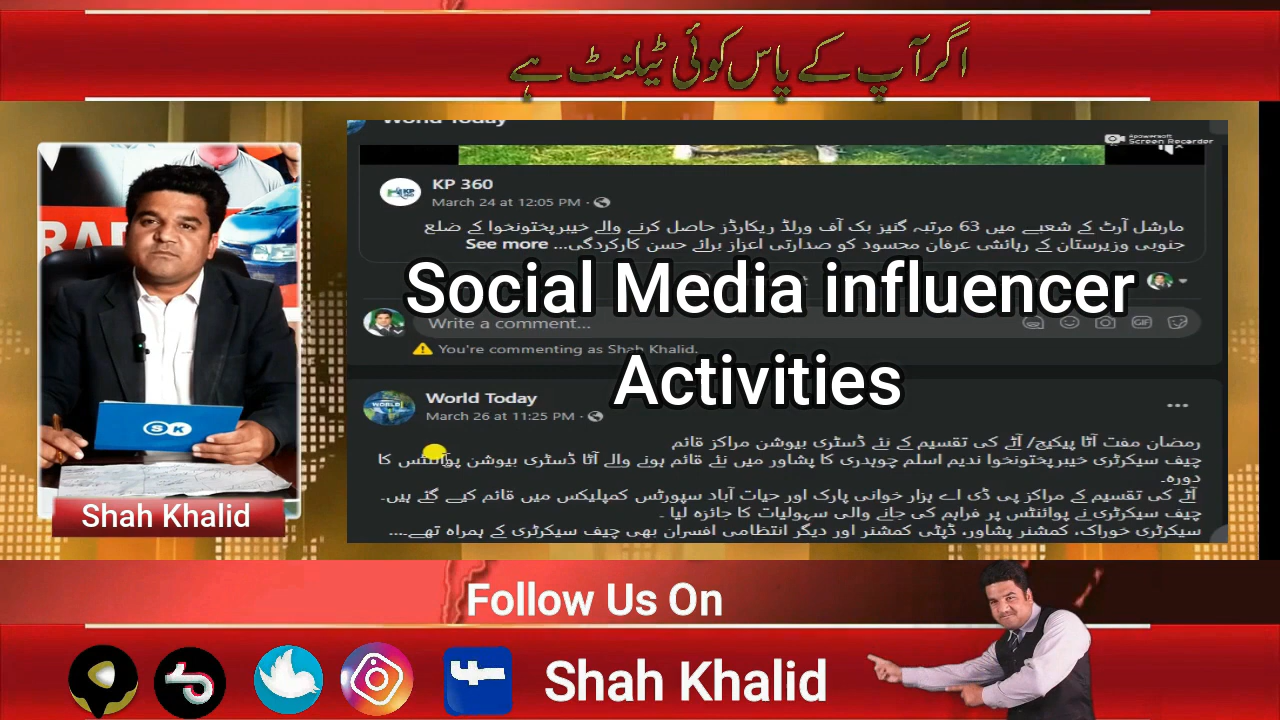 اگر آپ کے پاس کوئی ٹیلنٹ ہے
World Today
Apowersoft
Screen Recorder
KP 360
March 24 at 12:05 PM
مارشل آرٹ کے شعبے میں 63 مرتبہ گنیز بک آف ورلڈ ریکارڈز حاصل کرنے والے خیبرپختونخوا کے ضلع
جنوبی وزیرستان کے رہائشی عرفان محسود کو صدارتی اعزاز برائے حسن کارکردگی... See more
Social Media influencer
Write a comment...
GIF
You're commenting as Shah Khalid.
Activities
World Today
March 26 at 11:25 PM
رمضان مفت آٹا پیکیج/ آٹے کی تقسیم کے نئے ڈسٹری بیوشن مراکز قائم
چیف سیکرٹری خیبرپختونخوا ندیم اسلم چوہدری کا پشاور میں نئے قائم ہونے والے آٹا ڈسٹری بیوشن پوائنٹس کا
دورہ۔
آٹے کی تقسیم کے مراکز پی ڈی اے ہزار خوانی پارک اور حیات آباد سپورٹس کمپلیکس میں قائم کیے گئے ہیں۔
چیف سیکرٹری نے پوائنٹس پر فراہم کی جانے والی سہولیات کا جائزہ لیا ۔
سیکرٹری خوراک، کمشنر پشاور، ڈپٹی کمشنر اور دیگر انتظامی افسران بھی چیف سیکرٹری کے ہمراہ تھے....
SK
Shah Khalid
Follow Us On
Shah Khalid